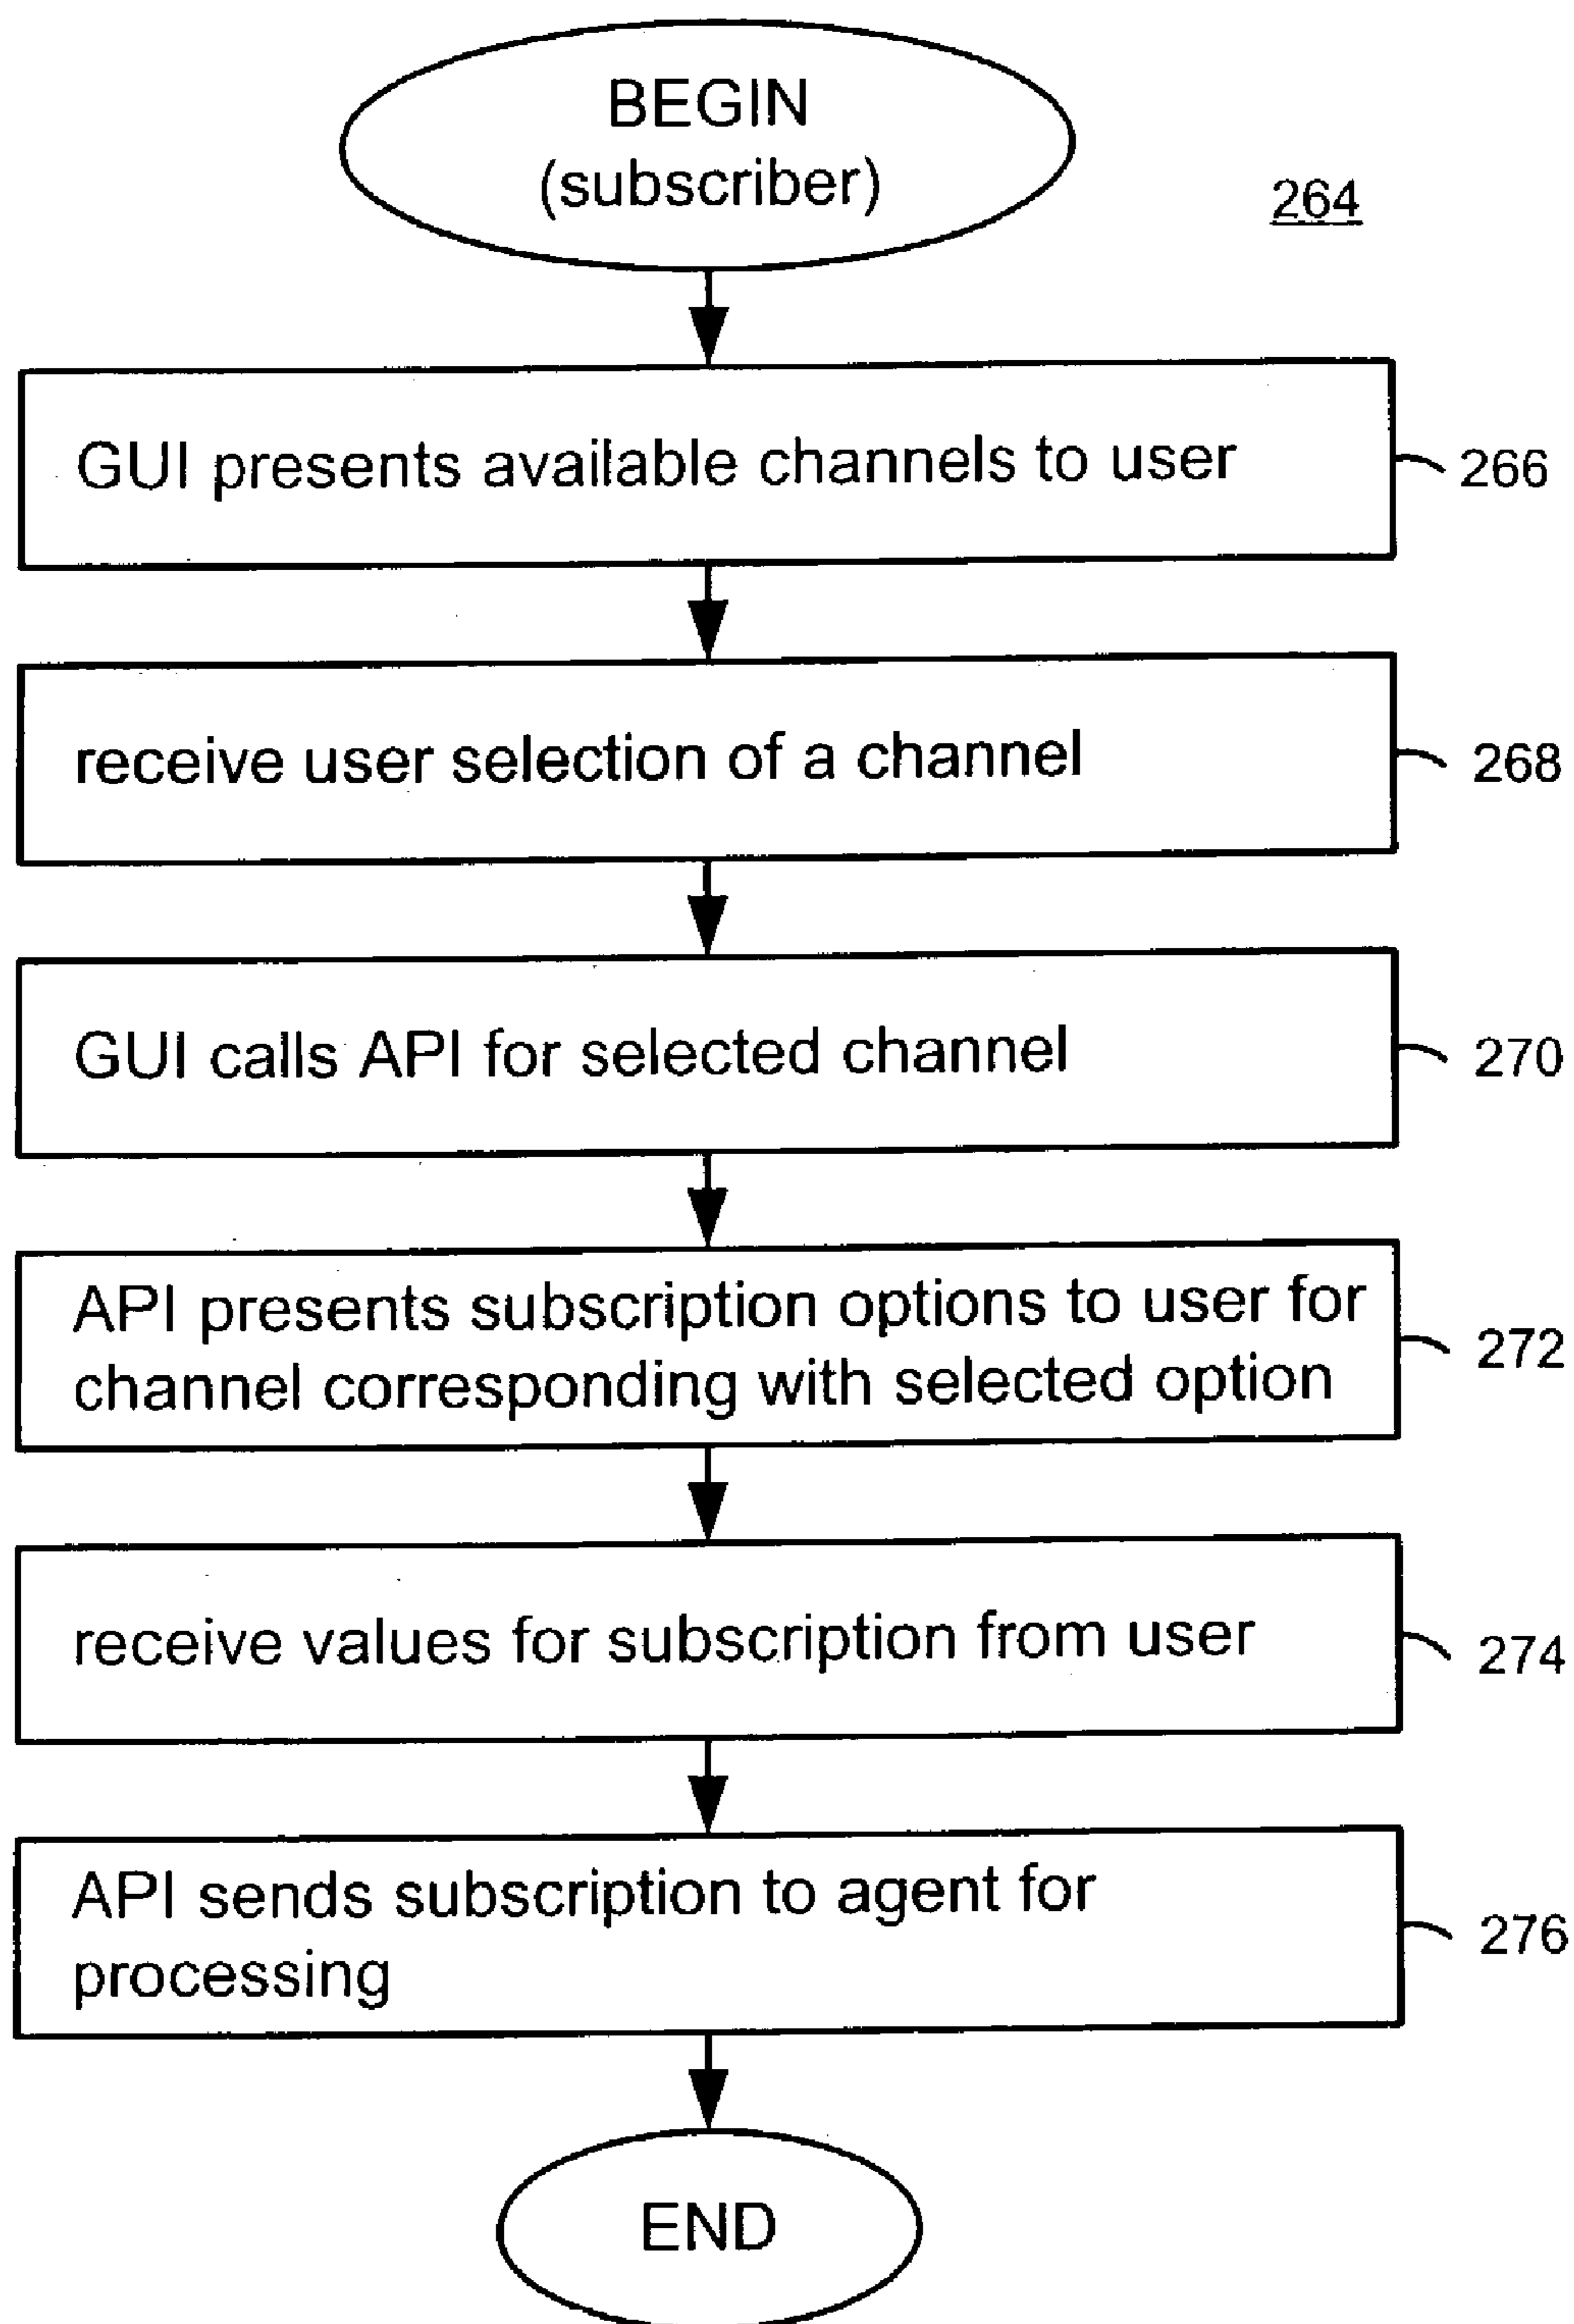 BEGIN
(subscriber)
264
GUI presents available channels to user
266
receive user selection of a channel
268
GUI calls API for selected channel
270
API presents subscription options to user for
channel corresponding with selected option
272
receive values for subscription from user
274
API sends subscription to agent for
processing
276
END